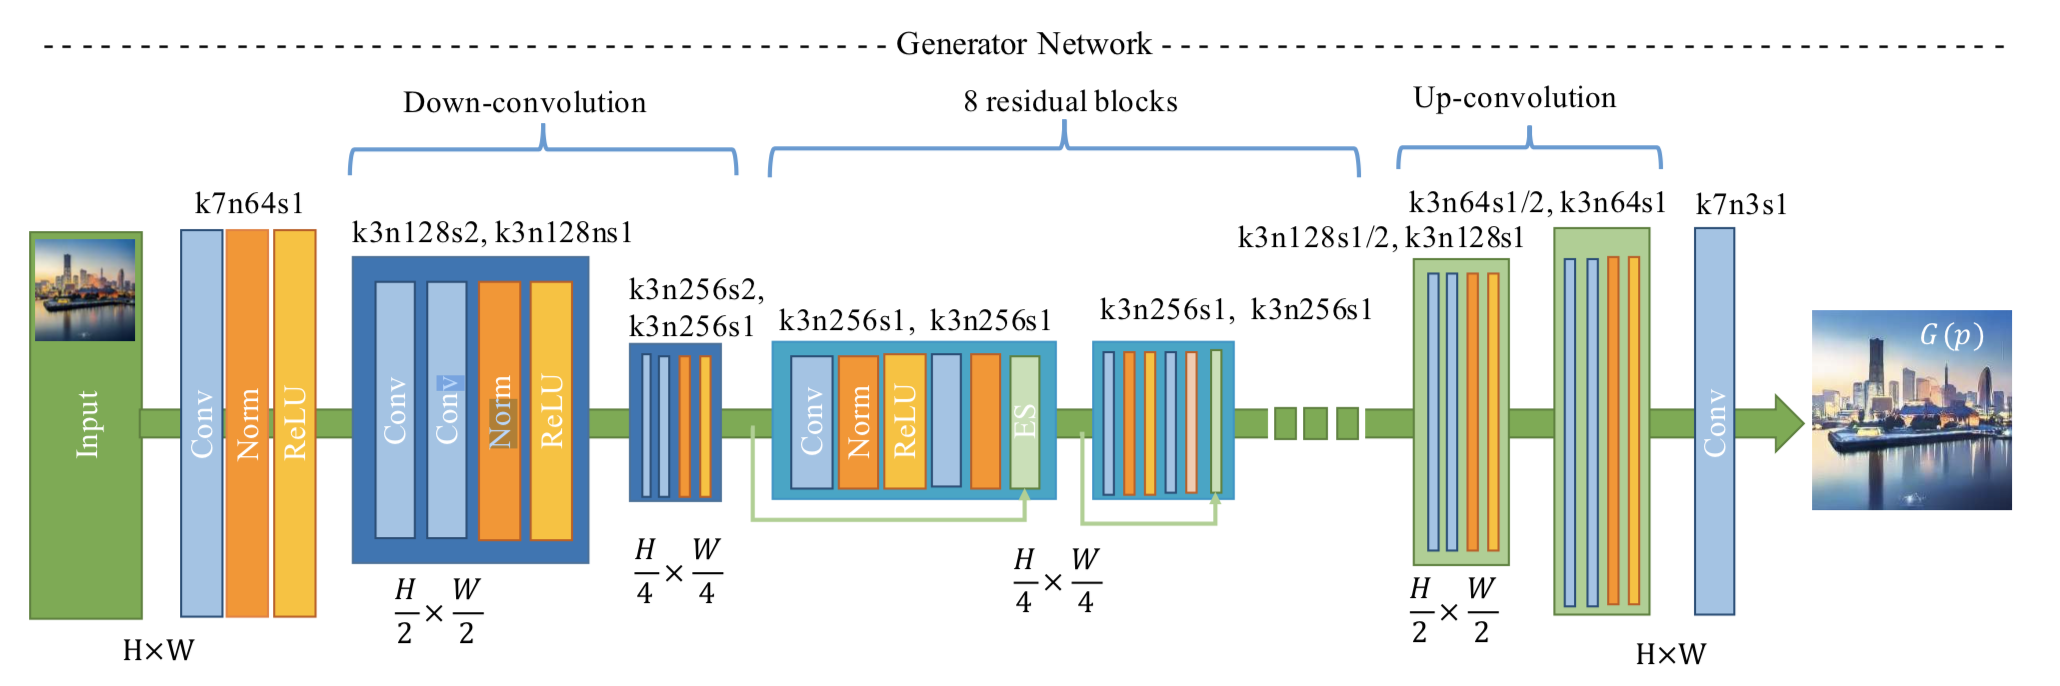 Generator Network
Down-convolution
8 residual blocks
Up-convolution
k7n64s1
k3n128s2, k3n128ns1
k3n256s2,
k3n256s1
k3n256s1, k3n256s1
k3n256s1, k3n256s1
k3n128s1/2, k3n128s1
k3n64s1/2, k3n64s1
k7n3s1
Input
Conv
Norm
ReLU
Conv
Conv
Norm
ReLU
Conv
Norm
ReLU
ES
Conv
G(p)
H×W
H/2 × W/2
H/4 × W/4
H/4 × W/4
H/2 × W/2
H×W